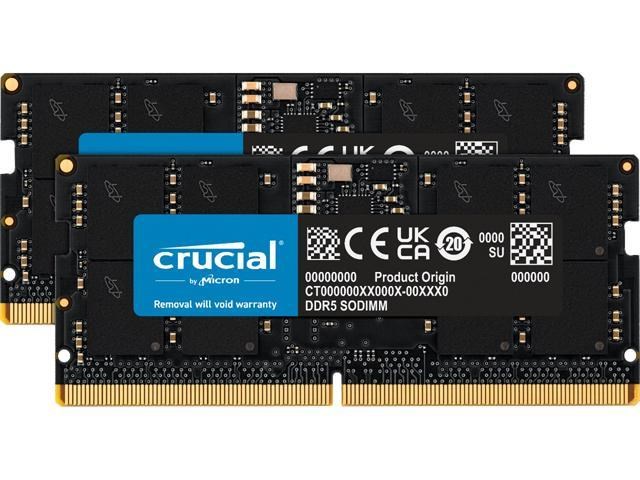 0000
crucial
by Micron
Removal will void warranty
CE UK CA 20 0000 SU
00000000 Product Origin 000000
CT000000XX000X-00XXX0
DDR5 SODIMM